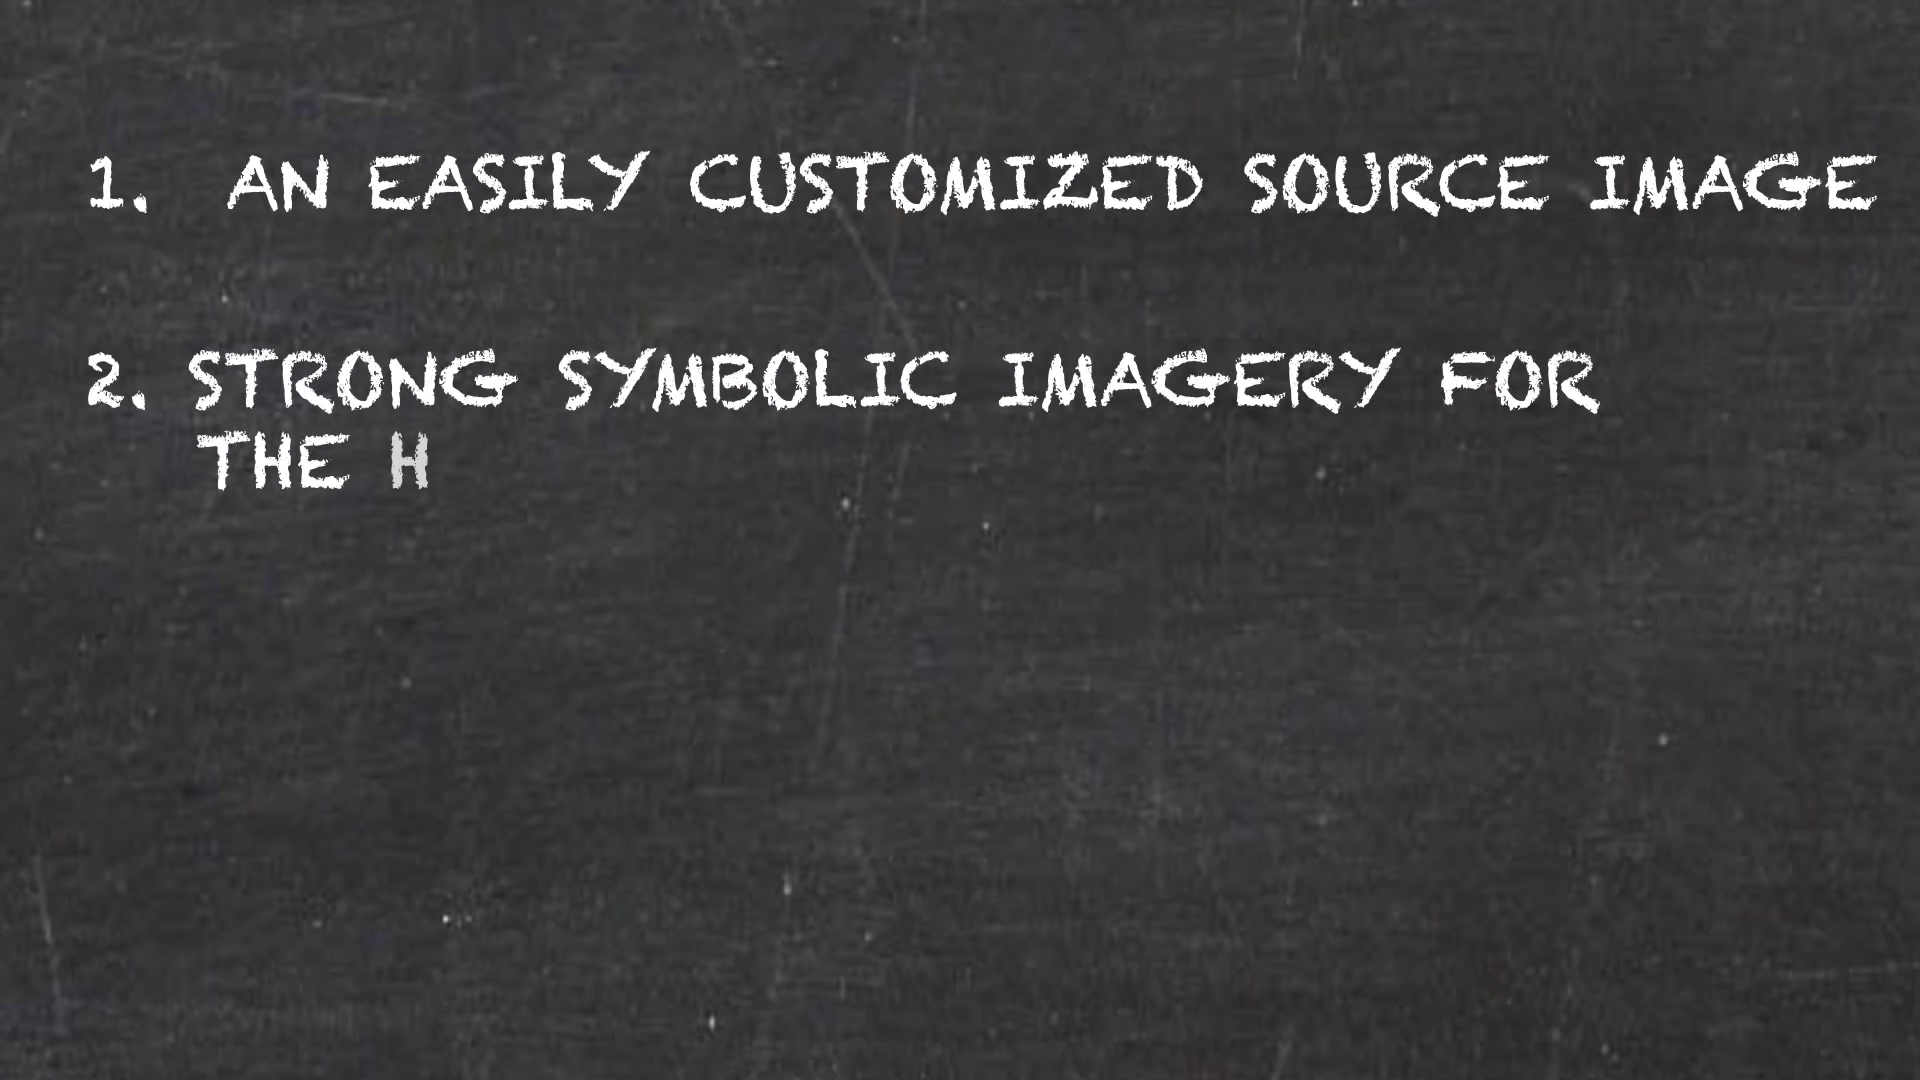 1. AN EASILY CUSTOMIZED SOURCE IMAGE
2. STRONG SYMBOLIC IMAGERY FOR
THE H